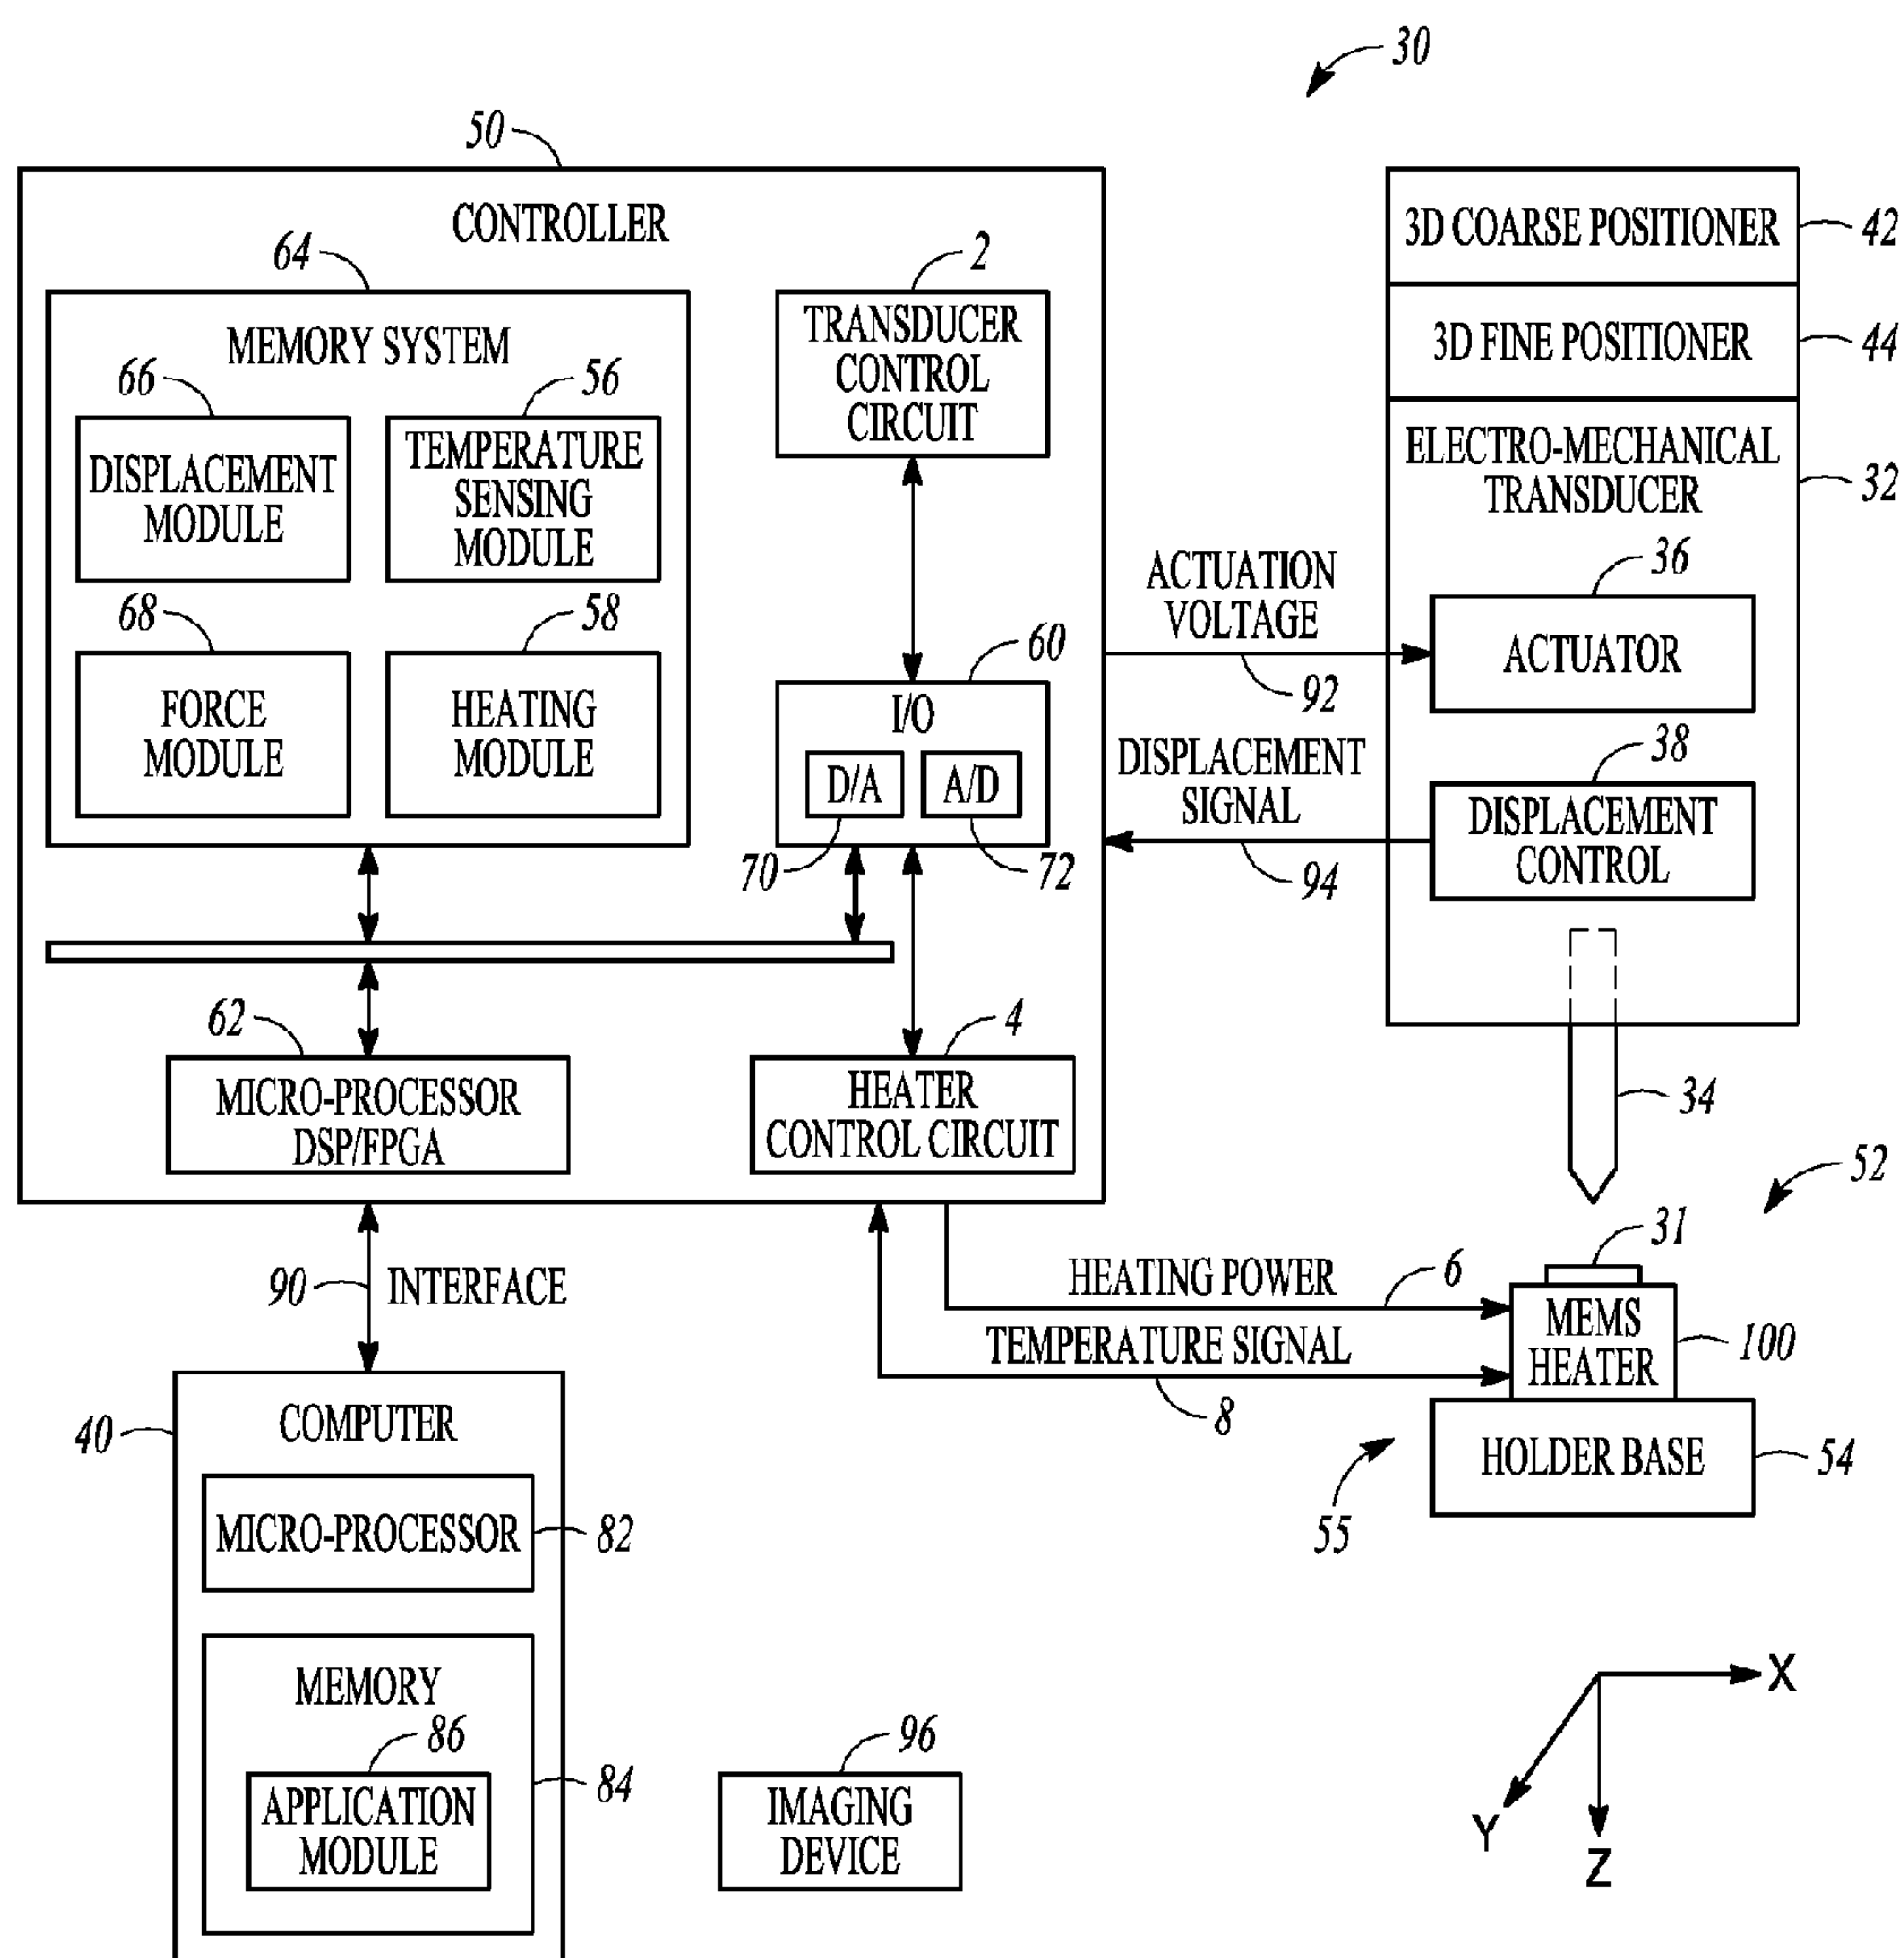 30
50
CONTROLLER
64
MEMORY SYSTEM
66
DISPLACEMENT
MODULE
56
TEMPERATURE
SENSING
MODULE
68
FORCE
MODULE
58
HEATING
MODULE
2
TRANSDUCER
CONTROL
CIRCUIT
60
I/O
D/A
A/D
70
72
62
MICRO-PROCESSOR
DSP/FPGA
4
HEATER
CONTROL CIRCUIT
ACTUATION
VOLTAGE
92
DISPLACEMENT
SIGNAL
94
3D COARSE POSITIONER
42
3D FINE POSITIONER
44
ELECTRO-MECHANICAL
TRANSDUCER
32
36
ACTUATOR
38
DISPLACEMENT
CONTROL
34
52
31
MEMS
HEATER
100
HOLDER BASE
54
55
HEATING POWER
6
TEMPERATURE SIGNAL
8
90
INTERFACE
40
COMPUTER
MICRO-PROCESSOR
82
MEMORY
84
86
APPLICATION
MODULE
96
IMAGING
DEVICE
X
Y
Z